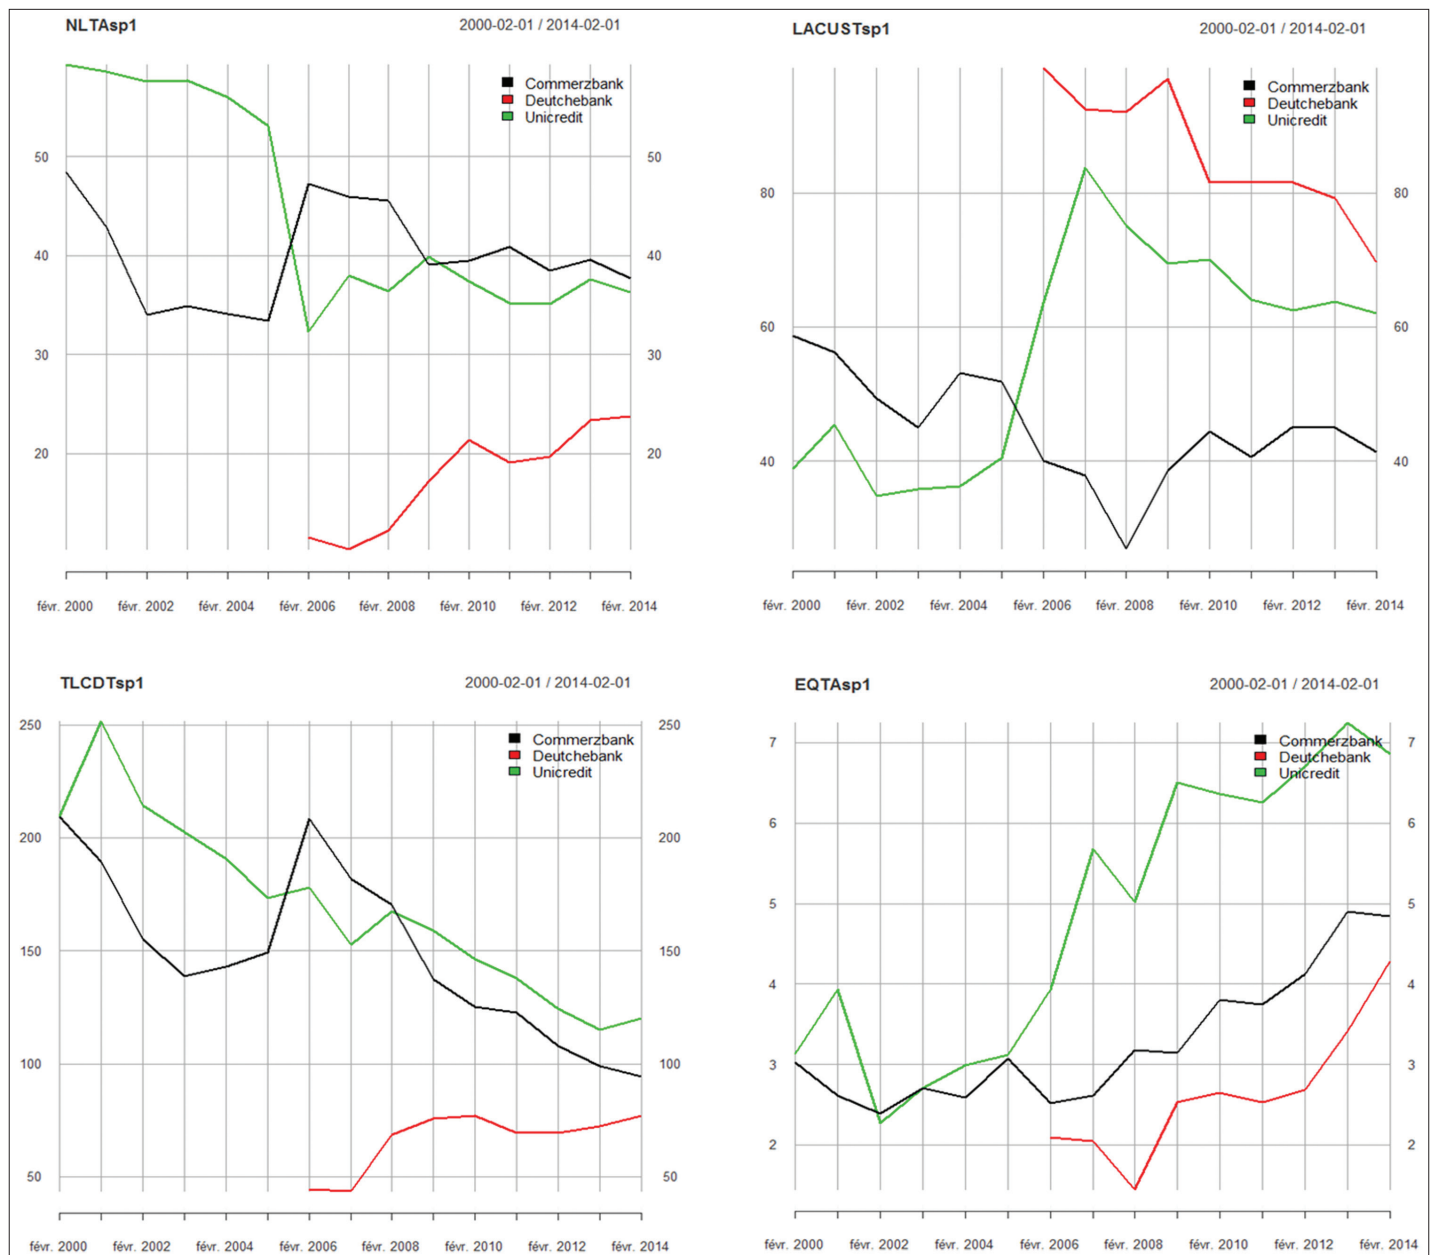 NLTAsp1 2000-02-01 / 2014-02-01
Commerzbank
Deutchebank
Unicredit
50 50
40 40
30 30
20 20
févr. 2000 févr. 2002 févr. 2004 févr. 2006 févr. 2008 févr. 2010 févr. 2012 févr. 2014
LACUSTsp1 2000-02-01 / 2014-02-01
Commerzbank
Deutchebank
Unicredit
80 80
60 60
40 40
févr. 2000 févr. 2002 févr. 2004 févr. 2006 févr. 2008 févr. 2010 févr. 2012 févr. 2014
TLCDTsp1 2000-02-01 / 2014-02-01
250 250
Commerzbank
Deutchebank
Unicredit
200 200
150 150
100 100
50 50
févr. 2000 févr. 2002 févr. 2004 févr. 2006 févr. 2008 févr. 2010 févr. 2012 févr. 2014
EQTAsp1 2000-02-01 / 2014-02-01
7 Commerzbank 7
Deutchebank
Unicredit
6 6
5 5
4 4
3 3
2 2
févr. 2000 févr. 2002 févr. 2004 févr. 2006 févr. 2008 févr. 2010 févr. 2012 févr. 2014